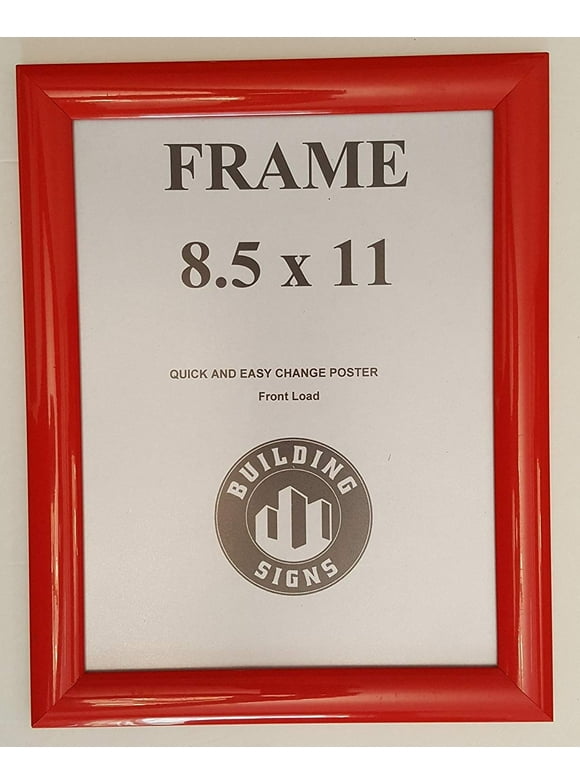 FRAME
8.5 x 11
QUICK AND EASY CHANGE POSTER
Front Load
BUILDING
SIGNS